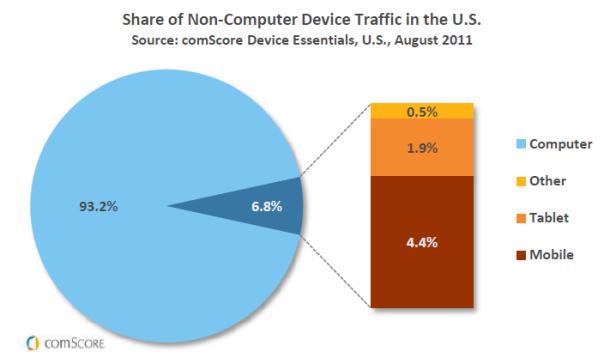 Share of Non-Computer Device Traffic in the U.S.
Source: comScore Device Essentials, U.S., August 2011
93.2%
6.8%
0.5%
1.9%
4.4%
Computer
Other
Tablet
Mobile
comScore